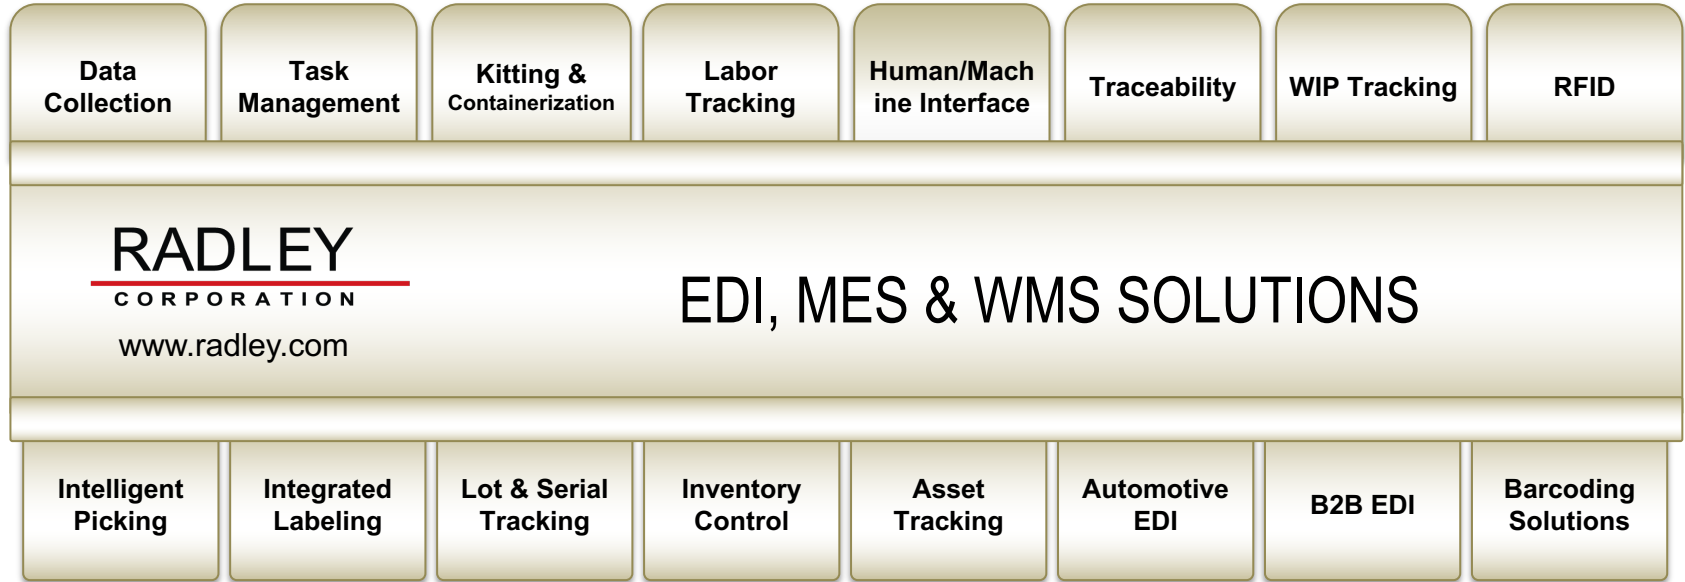 Data
Collection
Task
Management
Kitting &
Containerization
Labor
Tracking
Human/Mach
ine Interface
Traceability
WIP Tracking
RFID
RADLEY
CORPORATION
www.radley.com
EDI, MES & WMS SOLUTIONS
Intelligent
Picking
Integrated
Labeling
Lot & Serial
Tracking
Inventory
Control
Asset
Tracking
Automotive
EDI
B2B EDI
Barcoding
Solutions